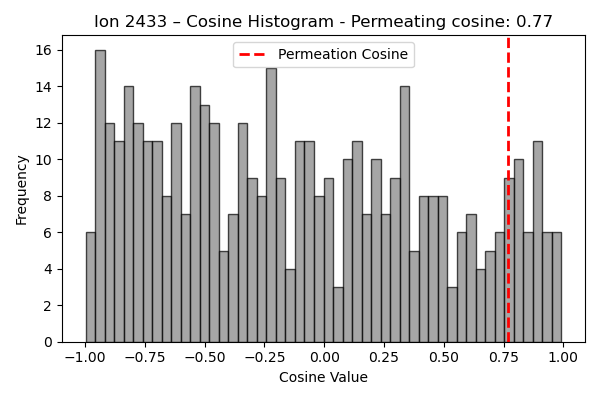 Ion 2433 – Cosine Histogram - Permeating cosine: 0.77
Permeation Cosine
Frequency
16
14
12
10
8
6
4
2
0
−1.00 −0.75 −0.50 −0.25 0.00 0.25 0.50 0.75 1.00
Cosine Value